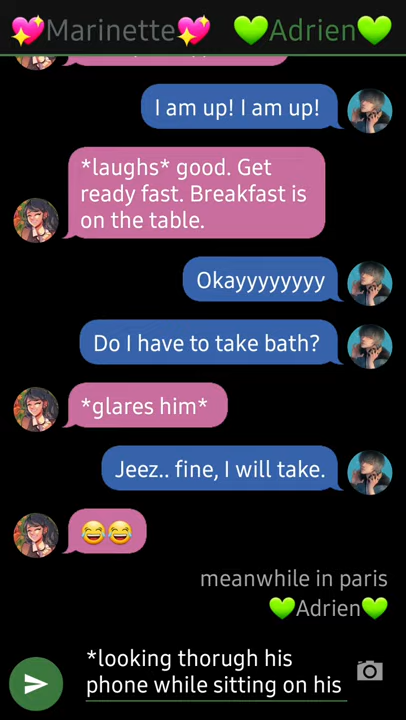 💖Marinette💖 💚Adrien💚
I am up! I am up!
*laughs* good. Get
ready fast. Breakfast is
on the table.
Okayyyyyyyy
Do I have to take bath?
*glares him*
Jeez.. fine, I will take.
😂😂
meanwhile in paris
💚Adrien💚
*looking thorugh his
phone while sitting on his